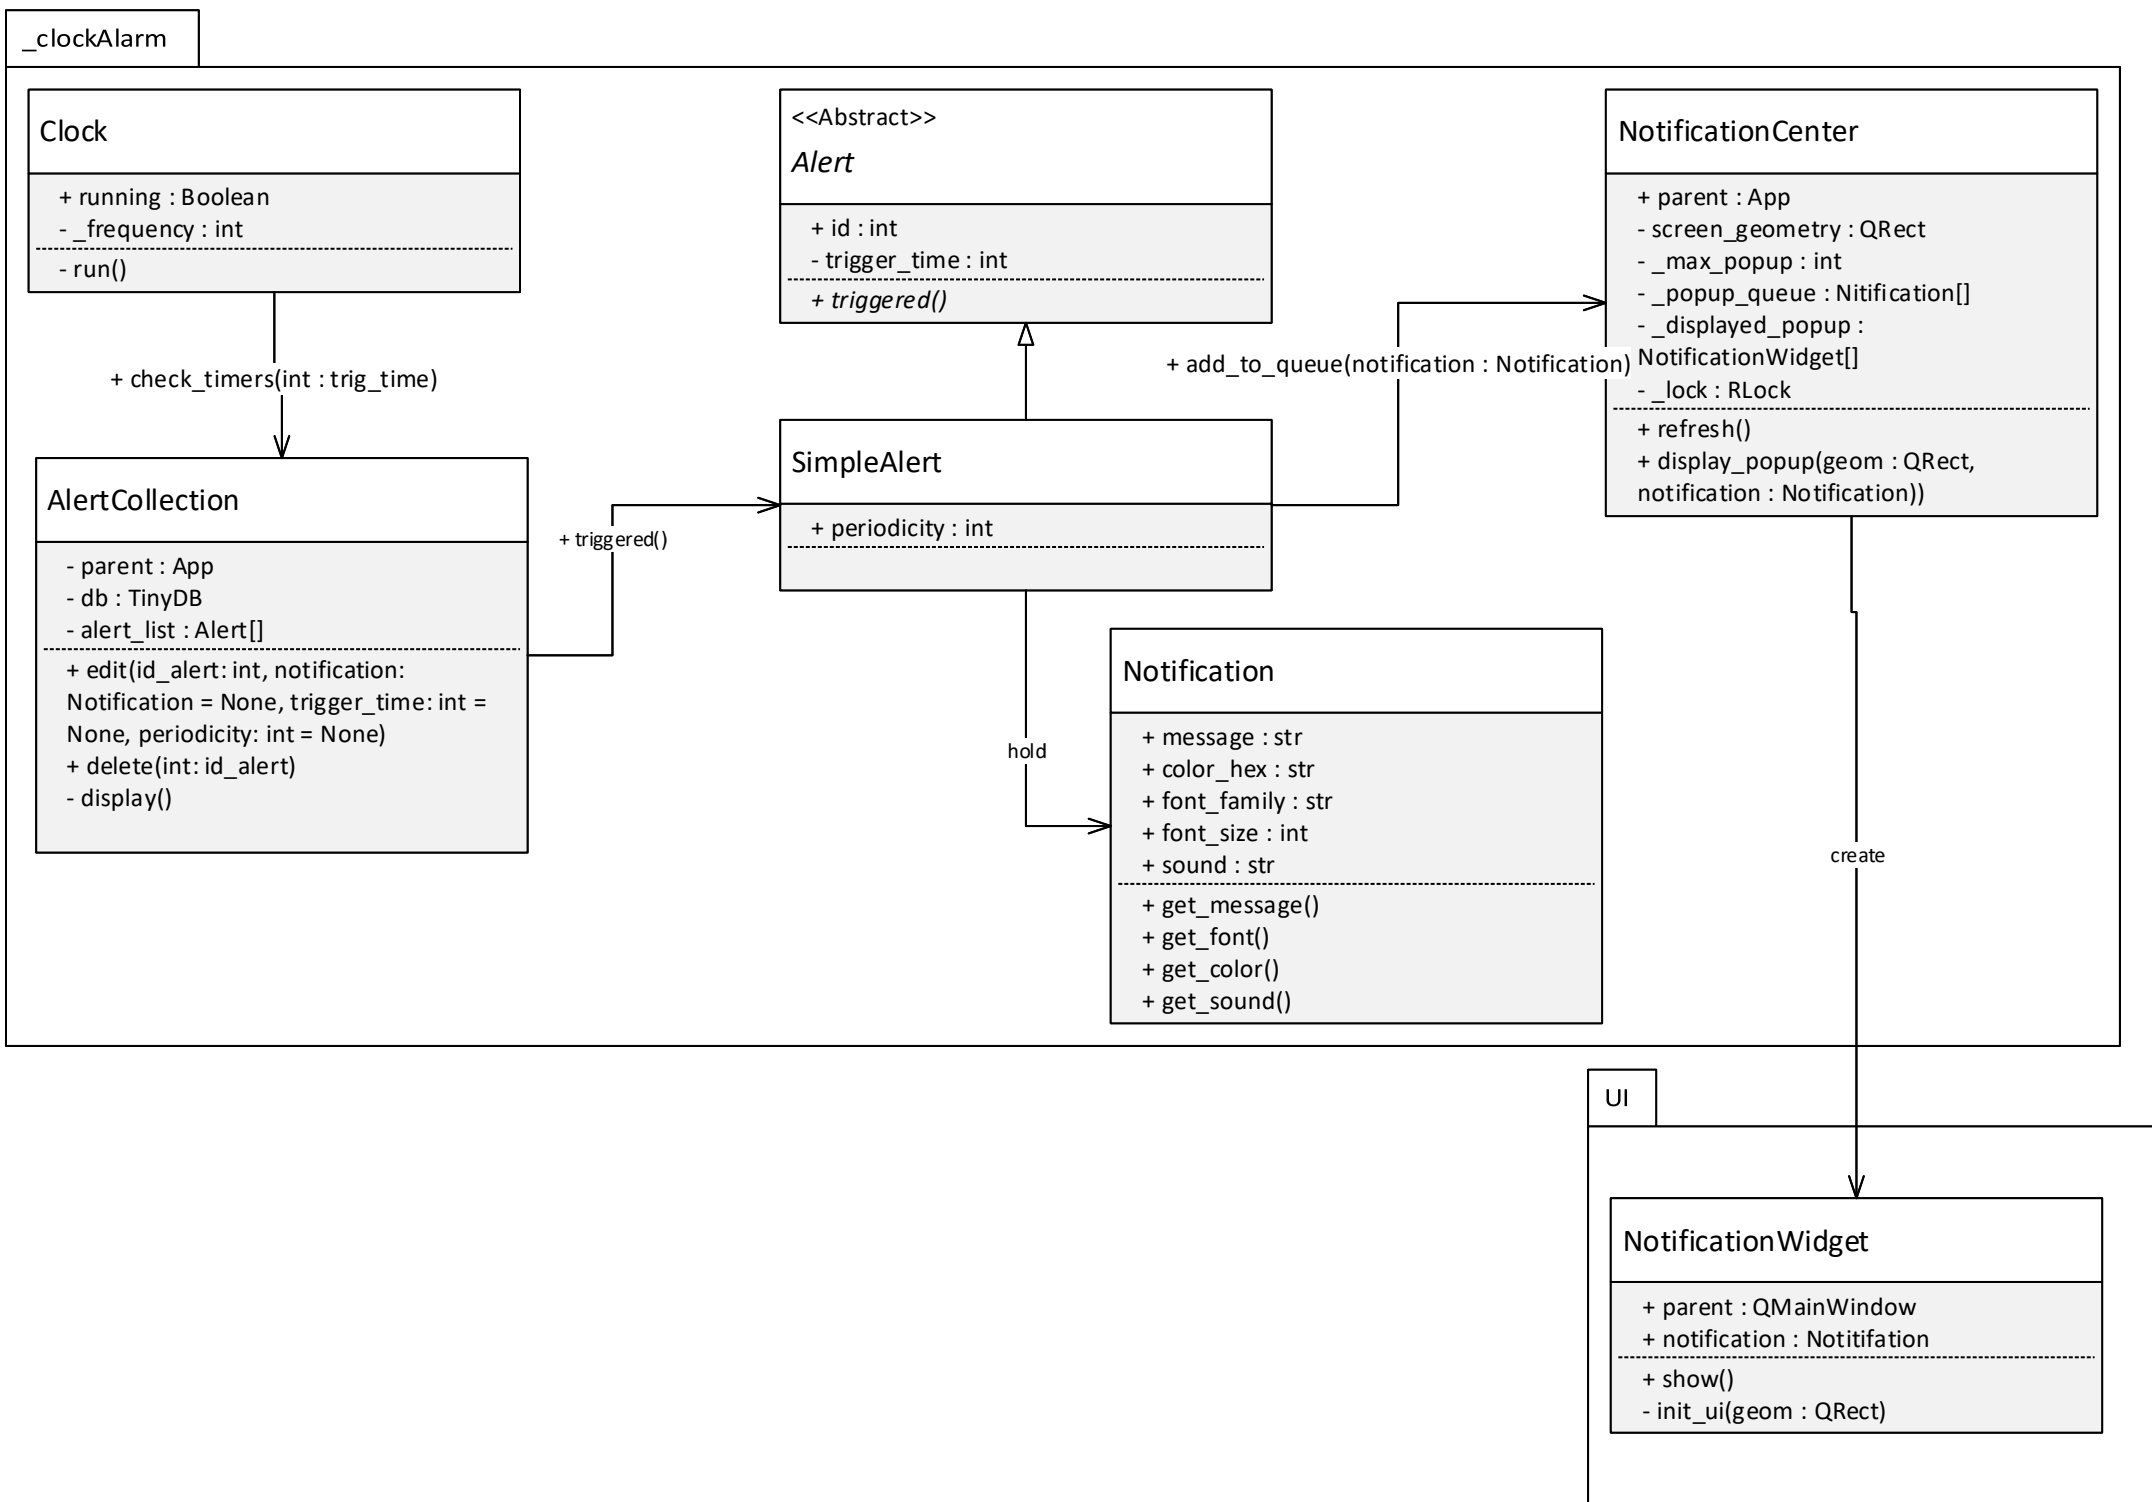 _clockAlarm
Clock
+ running : Boolean
- _frequency : int
- run()
+ check_timers(int : trig_time)
AlertCollection
- parent : App
- db : TinyDB
- alert_list : Alert[]
+ edit(id_alert: int, notification:
Notification = None, trigger_time: int =
None, periodicity: int = None)
+ delete(int: id_alert)
- display()
+ triggered()
<<Abstract>>
Alert
+ id : int
- trigger_time : int
+ triggered()
SimpleAlert
+ periodicity : int
+ add_to_queue(notification : Notification)
hold
Notification
+ message : str
+ color_hex : str
+ font_family : str
+ font_size : int
+ sound : str
+ get_message()
+ get_font()
+ get_color()
+ get_sound()
NotificationCenter
+ parent : App
- screen_geometry : QRect
- _max_popup : int
- _popup_queue : Nitification[]
- _displayed_popup :
NotificationWidget[]
- _lock : RLock
+ refresh()
+ display_popup(geom : QRect,
notification : Notification))
create
UI
NotificationWidget
+ parent : QMainWindow
+ notification : Notitifation
+ show()
- init_ui(geom : QRect)